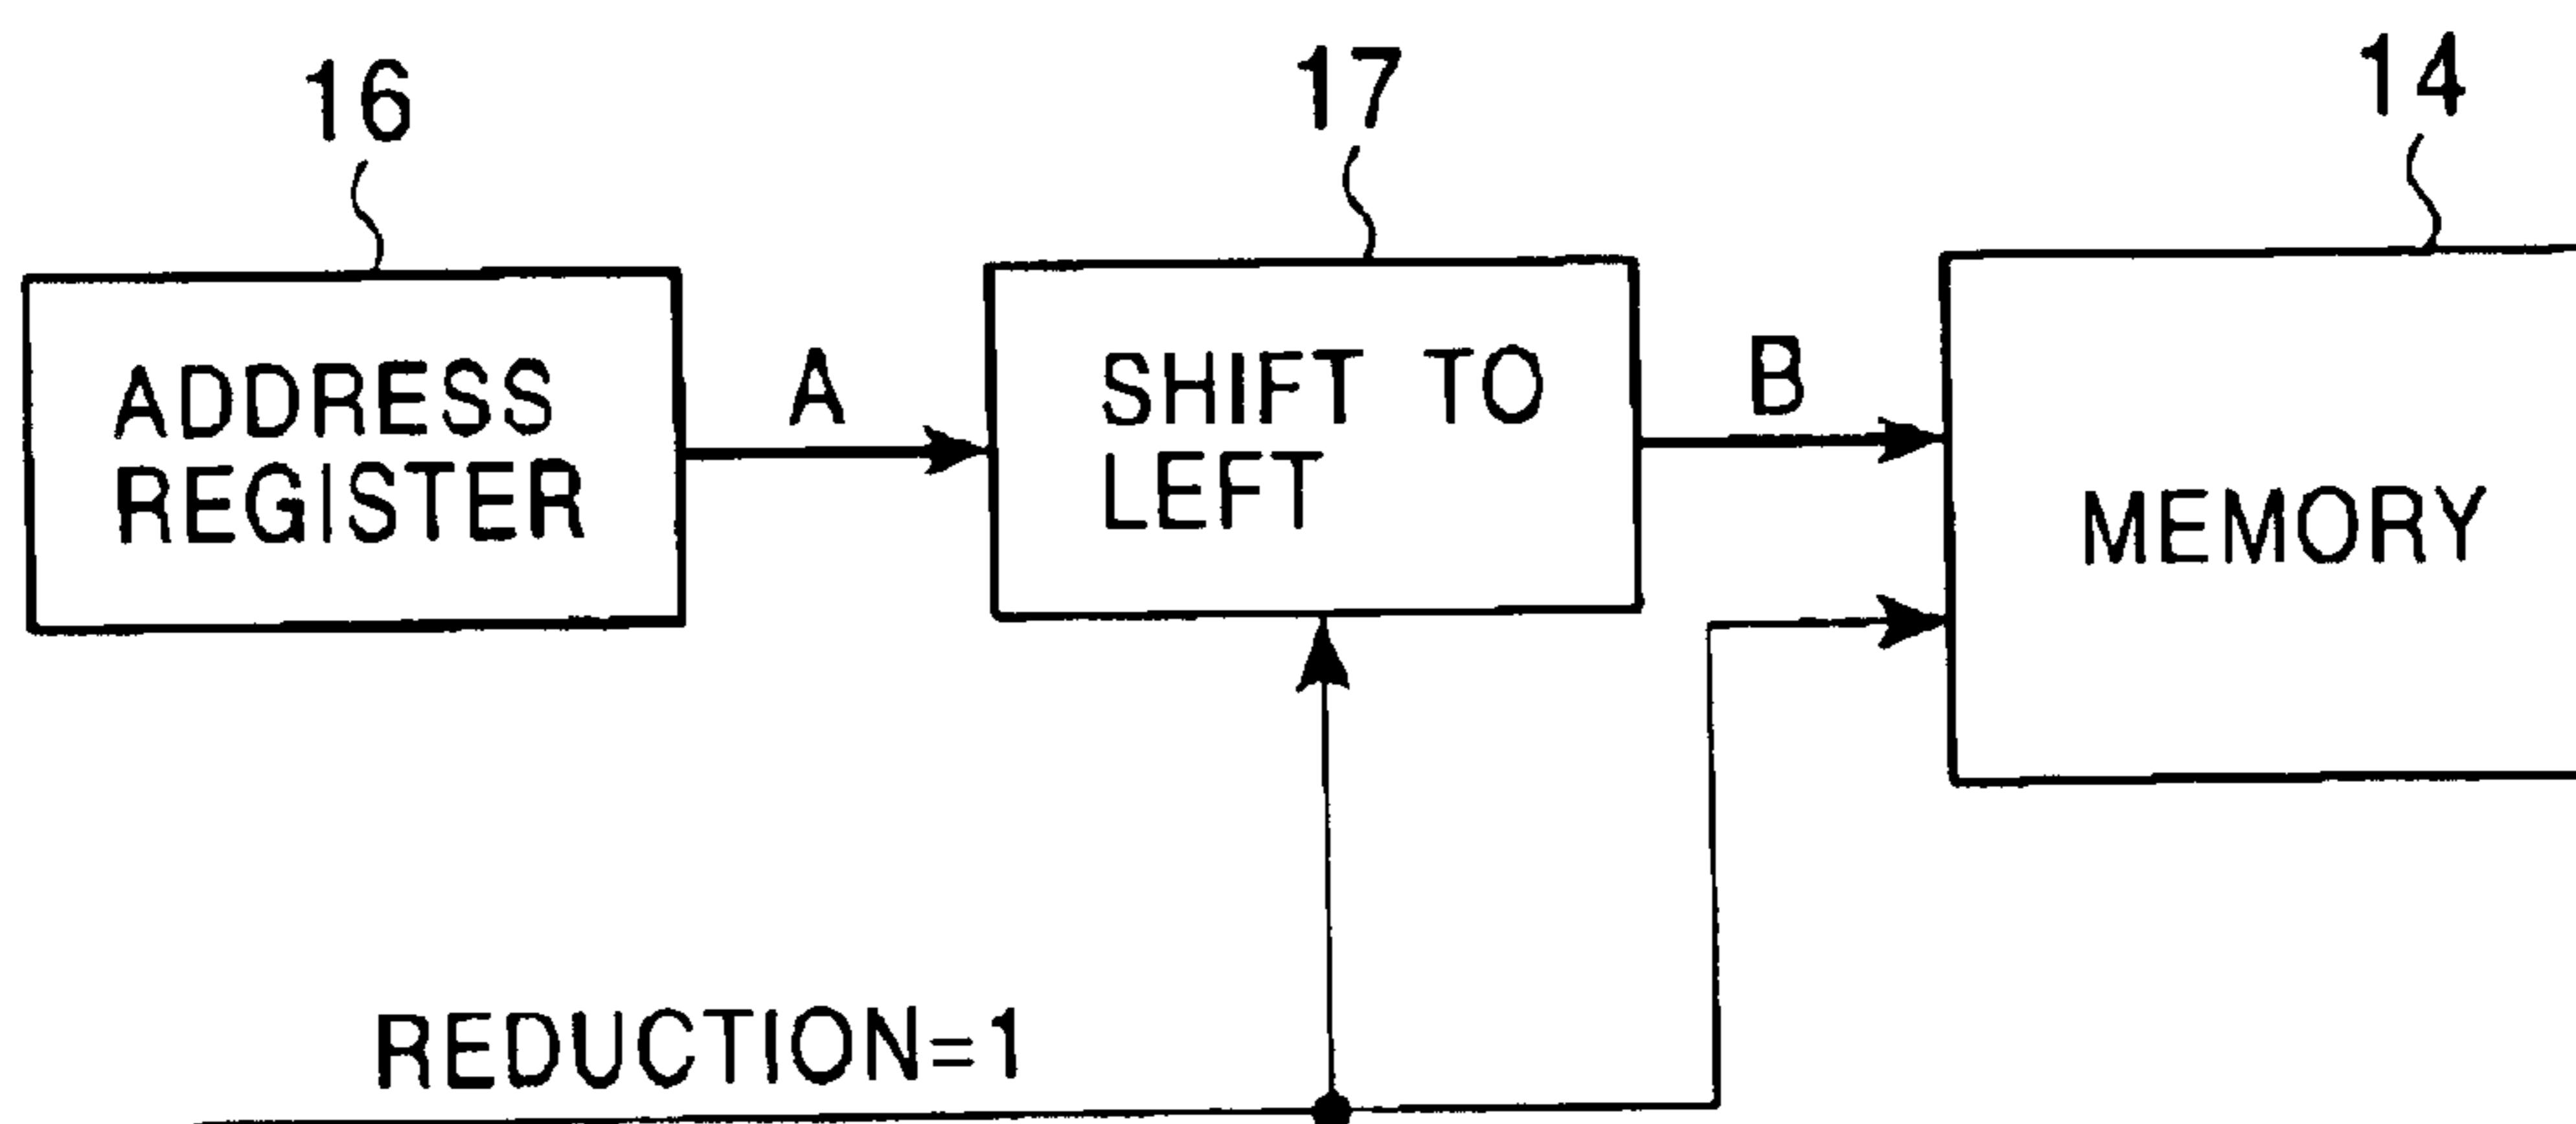 16
17
14
ADDRESS
REGISTER
A
SHIFT TO
LEFT
B
MEMORY
REDUCTION=1